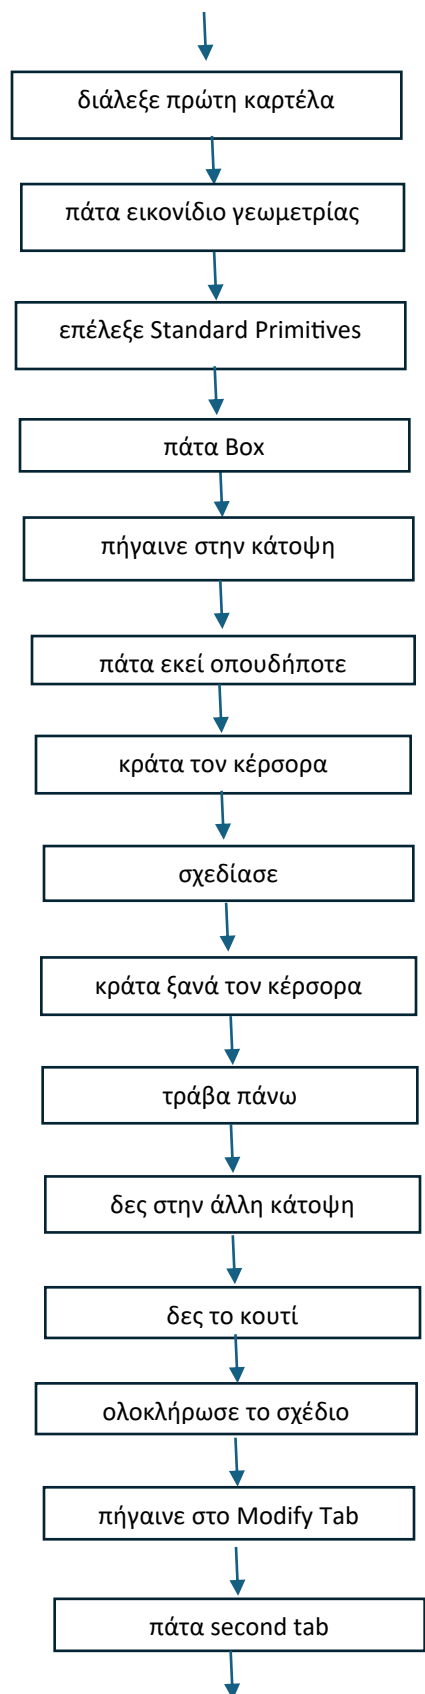 διάλεξε πρώτη καρτέλα
πάτα εικονίδιο γεωμετρίας
επέλεξε Standard Primitives
πάτα Box
πήγαινε στην κάτοψη
πάτα εκεί οπουδήποτε
κράτα τον κέρσορα
σχεδίασε
κράτα ξανά τον κέρσορα
τράβα πάνω
δες στην άλλη κάτοψη
δες το κουτί
ολοκλήρωσε το σχέδιο
πήγαινε στο Modify Tab
πάτα second tab